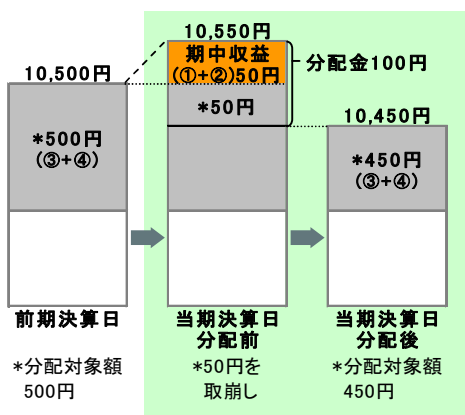 10,550円
期中収益
(①+②)50円
分配金100円
10,500円
*50円
10,450円
*500円
(③+④)
*450円
(③+④)
前期決算日
当期決算日
分配前
当期決算日
分配後
*分配対象額
500円
*50円を
取崩し
*分配対象額
450円